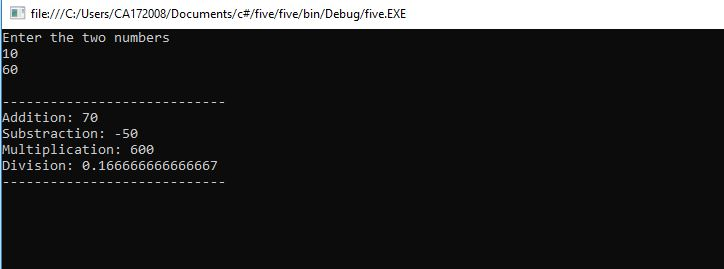 file:///C:/Users/CA172008/Documents/c#/five/five/bin/Debug/five.EXE
Enter the two numbers
10
60
----------------------------
Addition: 70
Substraction: -50
Multiplication: 600
Division: 0.166666666666667
----------------------------